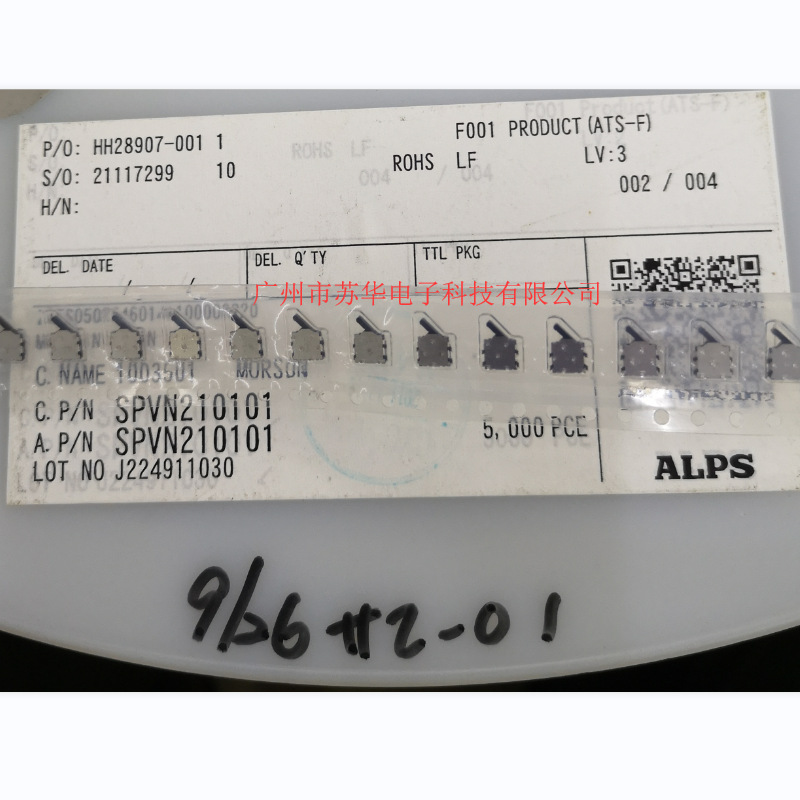 P/O: HH28907-001 1
F001 PRODUCT(ATS-F)
S/O: 21117299 10
ROHS LF
LV:3
H/N:
002 / 004
DEL. DATE
DEL. Q'TY
TTL PKG
/ /
广州市苏华电子科技有限公司
C. NAME 1003501 MORSUN
C. P/N SPVN210101
A. P/N SPVN210101
5,000 PCE
LOT NO J224911030
ALPS